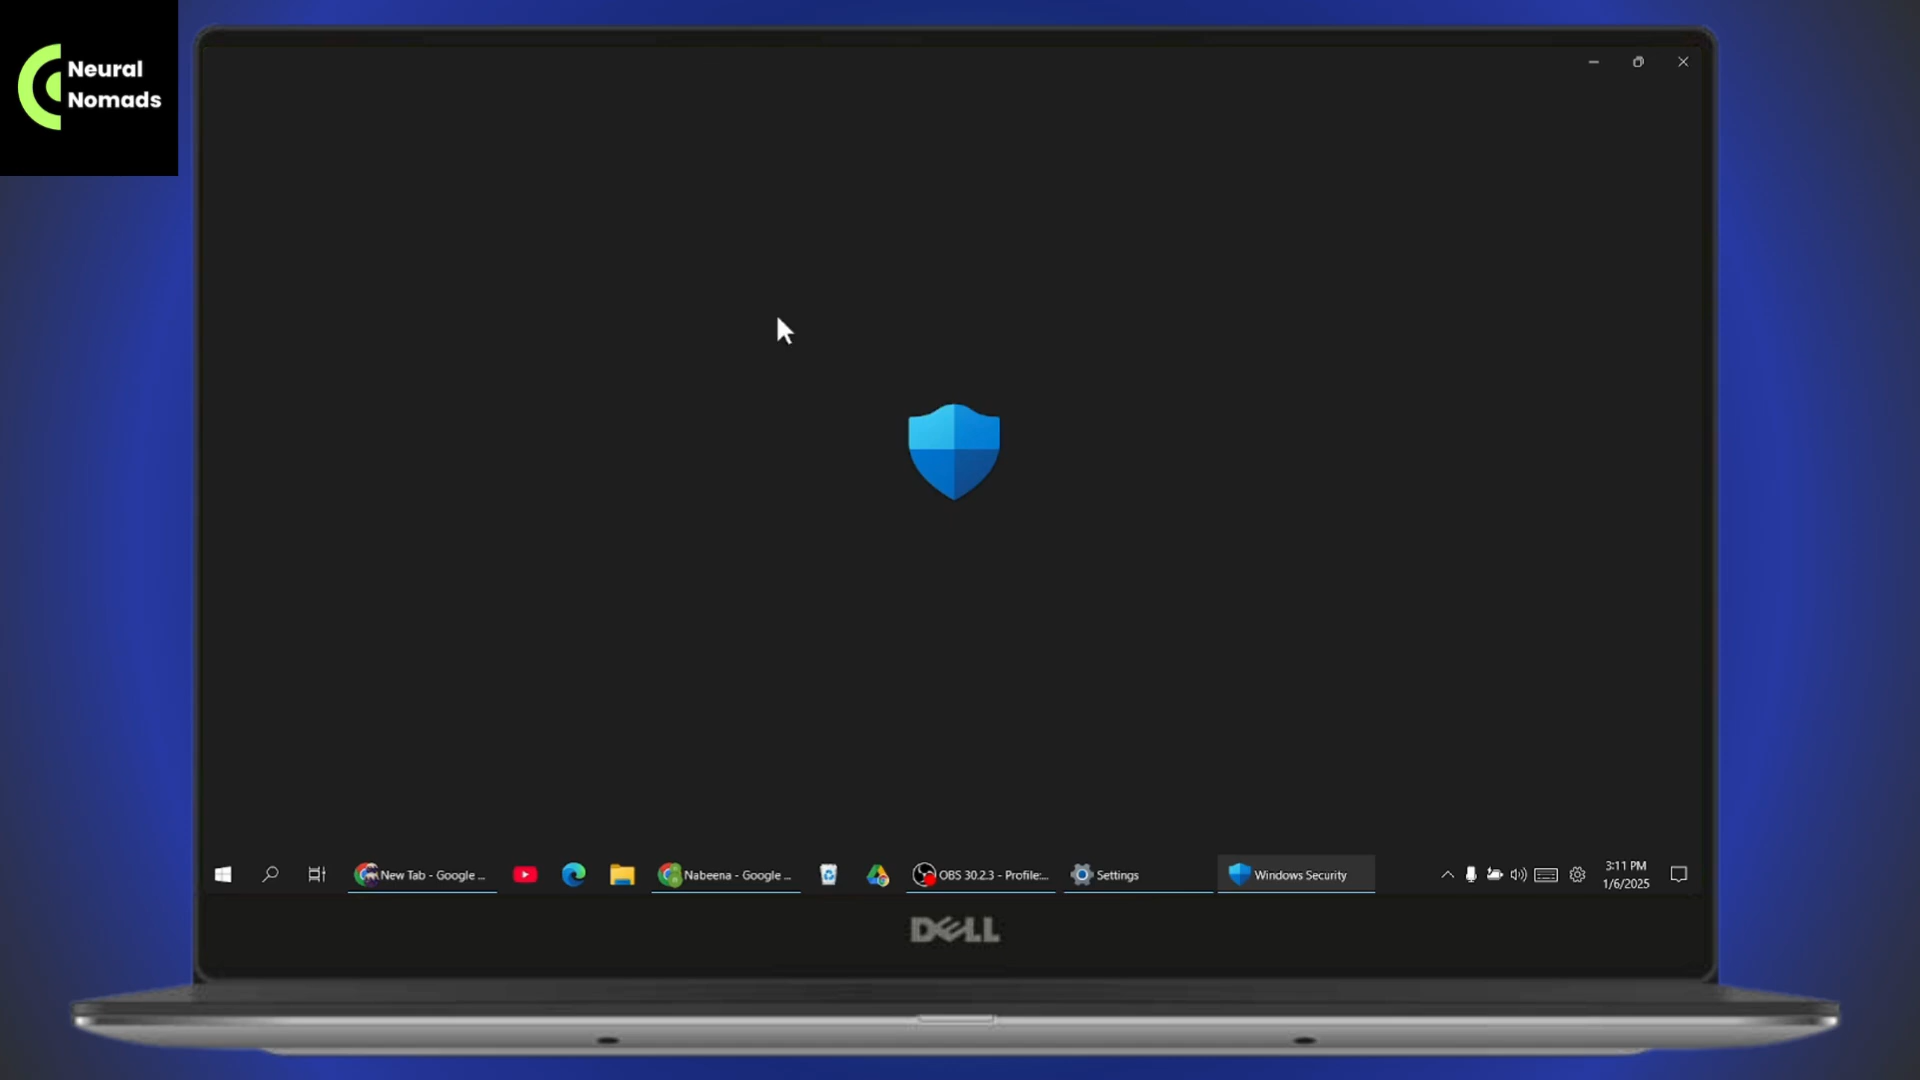 Neural
Nomads
New Tab - Google ...
Nabeena - Google ...
OBS 30.2.3 - Profile:...
Settings
Windows Security
3:11 PM
1/6/2025
DELL